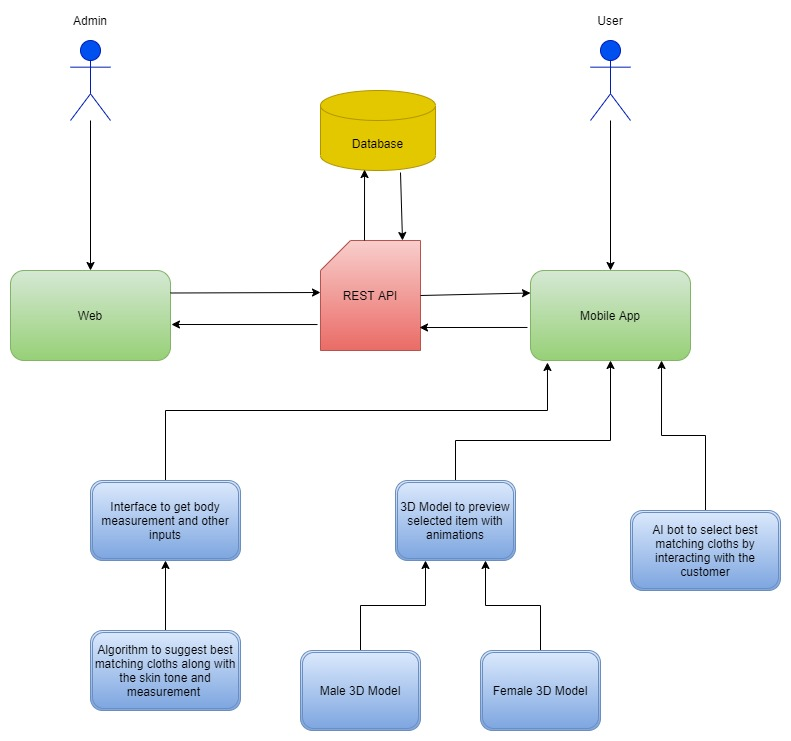 Admin
User
Database
Web
REST API
Mobile App
Interface to get body
measurement and other
inputs
3D Model to preview
selected item with
animations
AI bot to select best
matching cloths by
interacting with the
customer
Algorithm to suggest best
matching cloths along with
the skin tone and
measurement
Male 3D Model
Female 3D Model